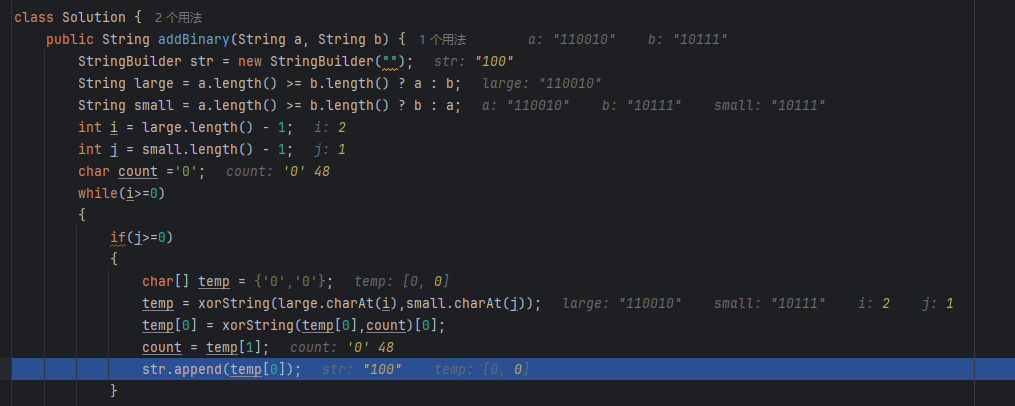 class Solution {  2 个用法
    public String addBinary(String a, String b) {  1 个用法    a: "110010"    b: "10111"
        StringBuilder str = new StringBuilder("");  str: "100"
        String large = a.length() >= b.length() ? a : b;  large: "110010"
        String small = a.length() >= b.length() ? b : a;  a: "110010"    b: "10111"    small: "10111"
        int i = large.length() - 1;  i: 2
        int j = small.length() - 1;  j: 1
        char count ='0';  count: '0' 48
        while(i>=0)
        {
            if(j>=0)
            {
                char[] temp = {'0','0'};  temp: [0, 0]
                temp = xorString(large.charAt(i),small.charAt(j));  large: "110010"    small: "10111"    i: 2    j: 1
                temp[0] = xorString(temp[0],count)[0];
                count = temp[1];  count: '0' 48
                str.append(temp[0]);  str: "100"    temp: [0, 0]
            }